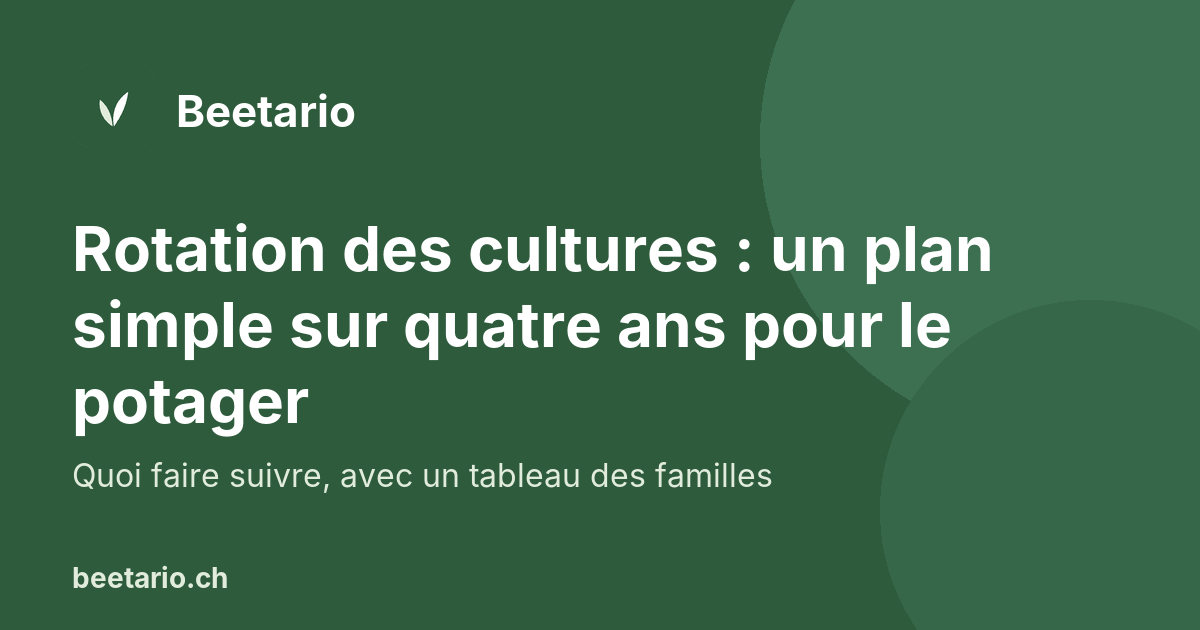 Beetario
Rotation des cultures : un plan
simple sur quatre ans pour le
potager
Quoi faire suivre, avec un tableau des familles
beetario.ch